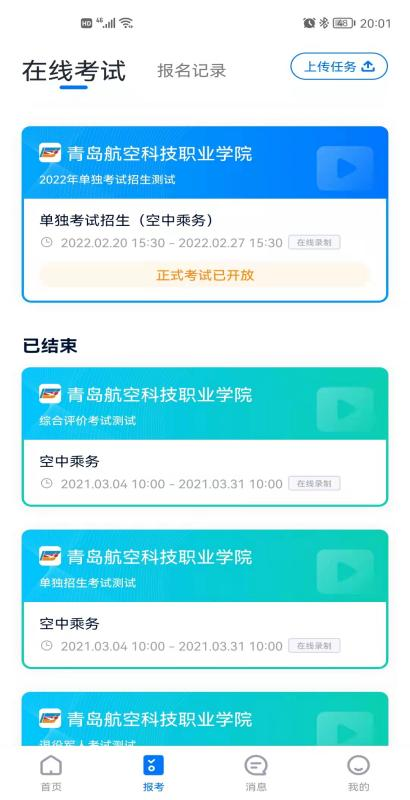 HD 4G 48 20:01
在线考试 报名记录 上传任务
青岛航空科技职业学院
2022年单独考试招生测试
单独考试招生（空中乘务）
2022.02.20 15:30 - 2022.02.27 15:30 在线录制
正式考试已开放
已结束
青岛航空科技职业学院
综合评价考试测试
空中乘务
2021.03.04 10:00 - 2021.03.31 10:00 在线录制
青岛航空科技职业学院
单独招生考试测试
空中乘务
2021.03.04 10:00 - 2021.03.31 10:00 在线录制
青岛航空科技职业学院
退役军人考试测试
首页 报考 消息 我的